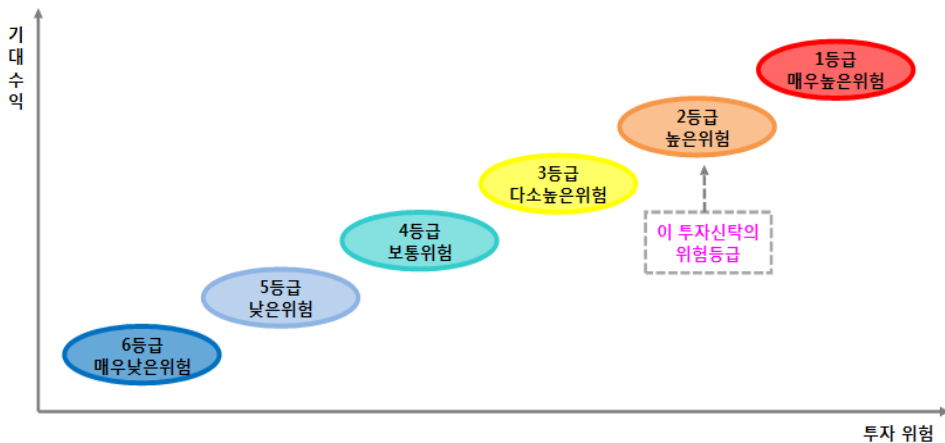 기
대
수
익
1등급
매우높은위험
2등급
높은위험
3등급
다소높은위험
이 투자신탁의
위험등급
4등급
보통위험
5등급
낮은위험
6등급
매우낮은위험
투자 위험